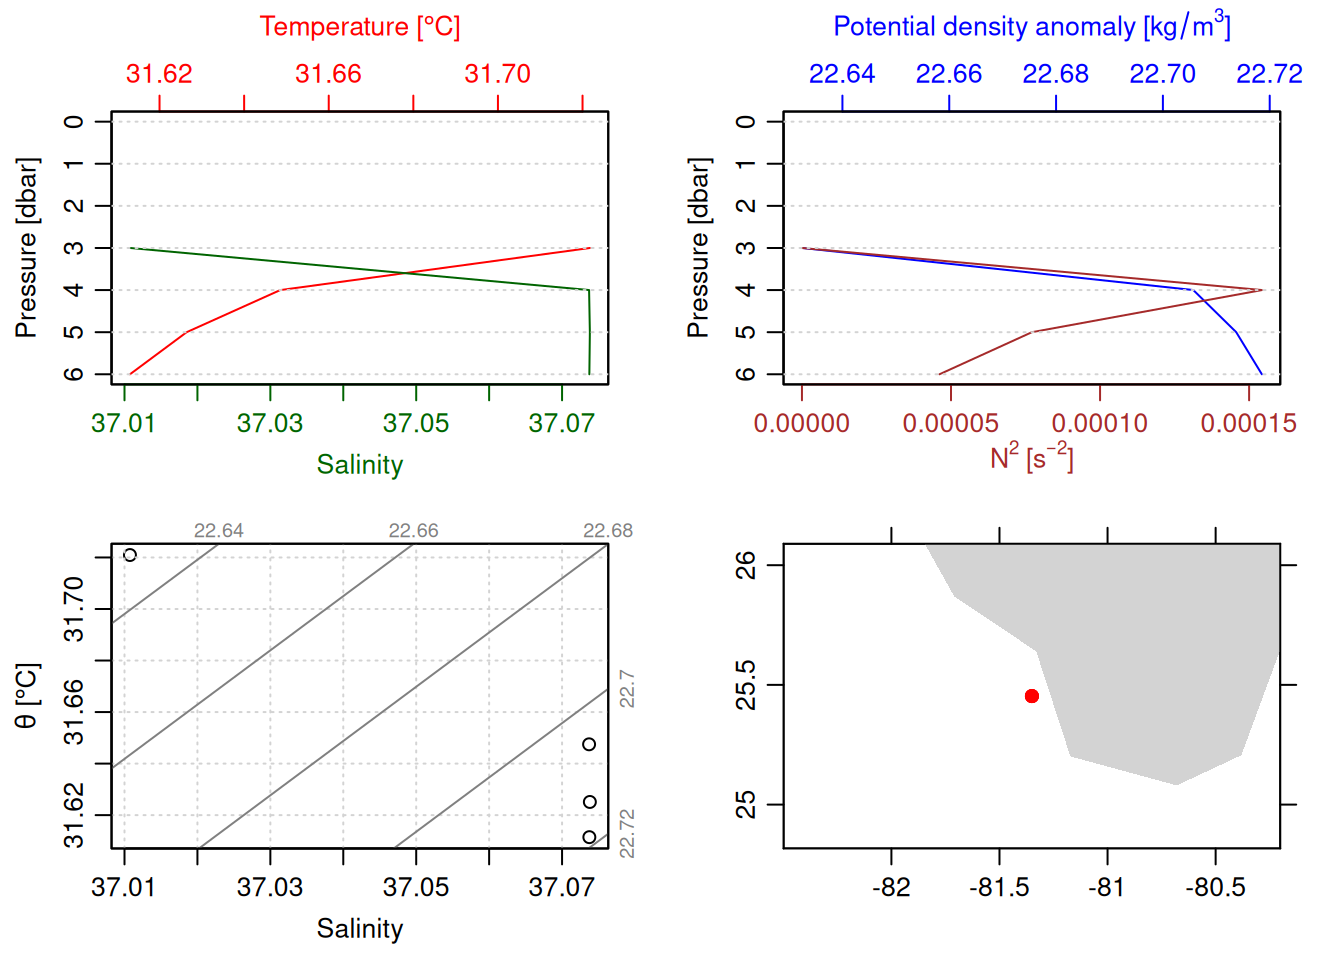 Temperature [°C]
31.62 31.66 31.70
0 1 2 3 4 5 6
Pressure [dbar]
37.01 37.03 37.05 37.07
Salinity
Potential density anomaly [kg/m³]
22.64 22.66 22.68 22.70 22.72
0 1 2 3 4 5 6
Pressure [dbar]
0.00000 0.00005 0.00010 0.00015
N² [s⁻²]
22.64 22.66 22.68
22.7
22.72
31.62 31.66 31.70
θ [°C]
37.01 37.03 37.05 37.07
Salinity
26
25.5
25
-82 -81.5 -81 -80.5